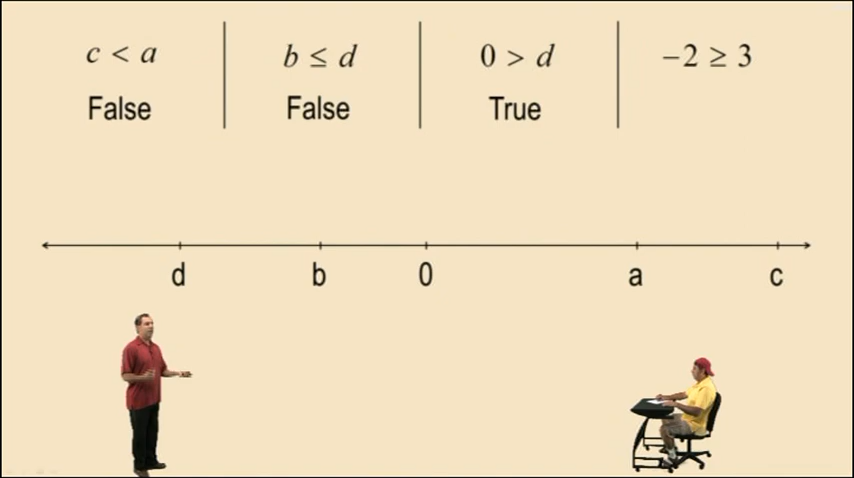 c < a
b ≤ d
0 > d
−2 ≥ 3
False
False
True
d b 0 a c